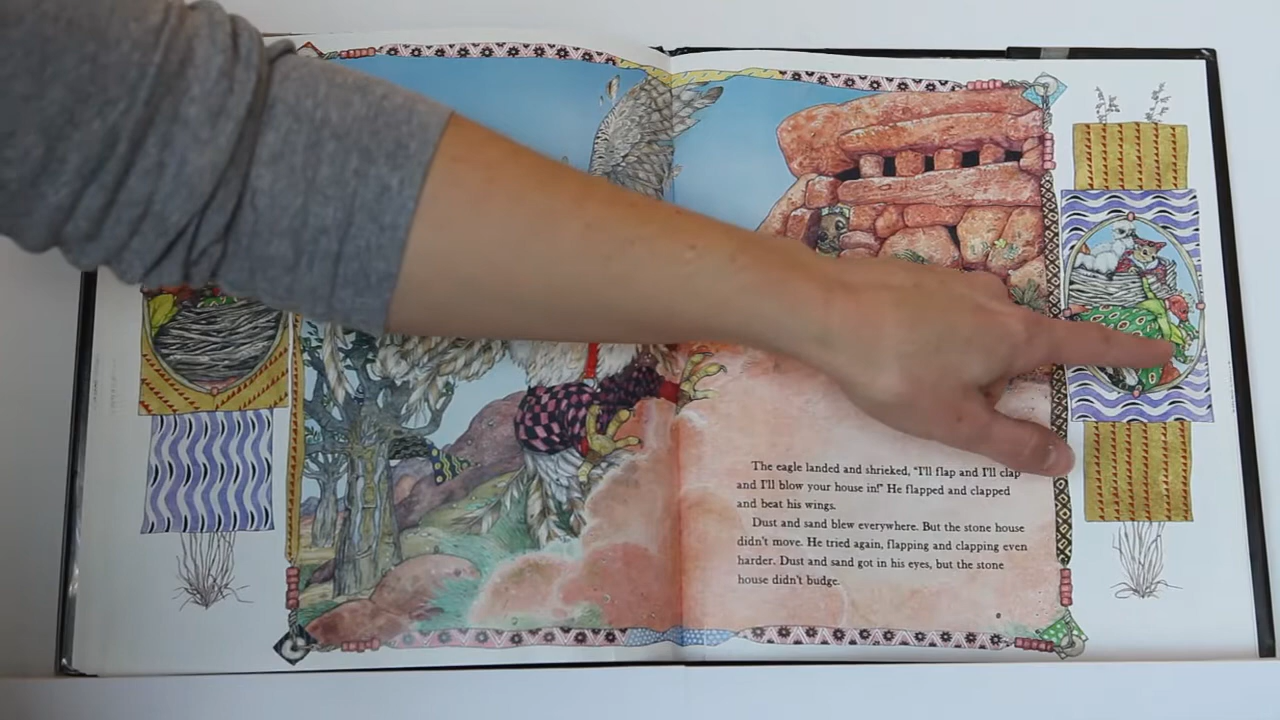 The eagle landed and shrieked, "I'll flap and I'll clap
and I'll blow your house in!" He flapped and clapped
and beat his wings.
Dust and sand blew everywhere. But the stone house
didn't move. He tried again, flapping and clapping even
harder. Dust and sand got in his eyes, but the stone
house didn't budge.